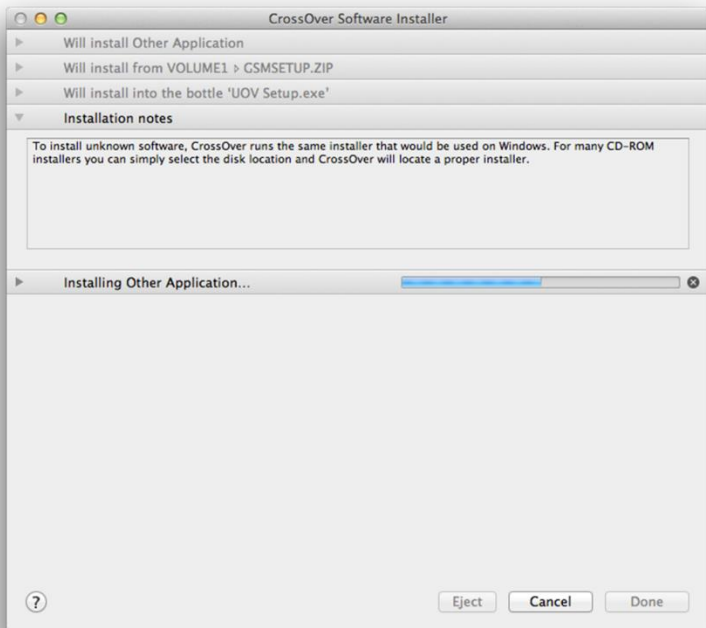 CrossOver Software Installer
Will install Other Application
Will install from VOLUME1 ▹ GSMSETUP.ZIP
Will install into the bottle 'UOV Setup.exe'
Installation notes
To install unknown software, CrossOver runs the same installer that would be used on Windows. For many CD-ROM
installers you can simply select the disk location and CrossOver will locate a proper installer.
Installing Other Application...
?
Eject
Cancel
Done